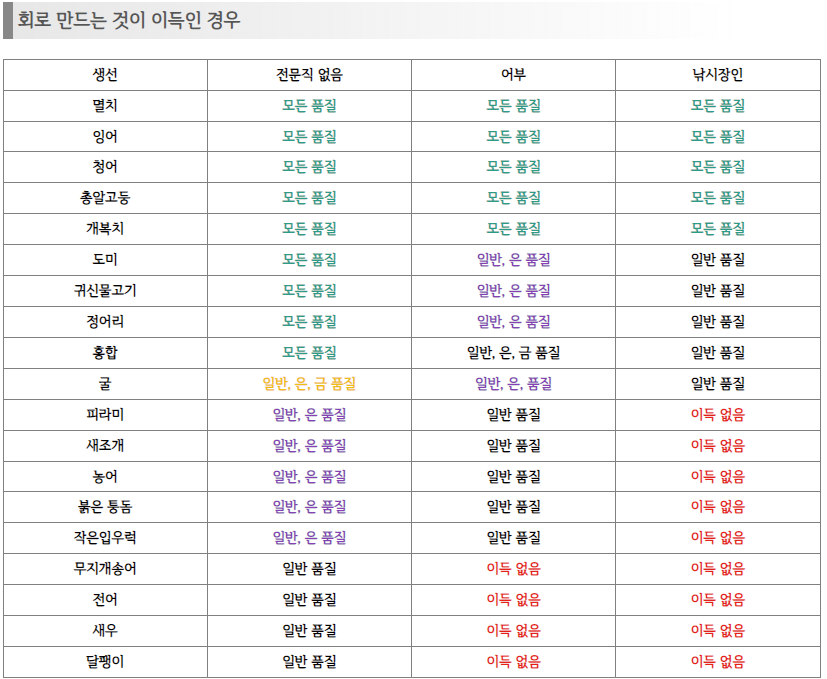 회로 만드는 것이 이득인 경우
생선 전문직 없음 어부 낚시장인
멸치 모든 품질 모든 품질 모든 품질
잉어 모든 품질 모든 품질 모든 품질
청어 모든 품질 모든 품질 모든 품질
춍알고둥 모든 품질 모든 품질 모든 품질
개복치 모든 품질 모든 품질 모든 품질
도미 모든 품질 일반, 은 품질 일반 품질
귀신물고기 모든 품질 일반, 은 품질 일반 품질
정어리 모든 품질 일반, 은 품질 일반 품질
홍합 모든 품질 일반, 은, 금 품질 일반 품질
굴 일반, 은, 금 품질 일반, 은, 품질 일반 품질
피라미 일반, 은 품질 일반 품질 이득 없음
새조개 일반, 은 품질 일반 품질 이득 없음
농어 일반, 은 품질 일반 품질 이득 없음
붉은 퉁돔 일반, 은 품질 일반 품질 이득 없음
작은입우럭 일반, 은 품질 일반 품질 이득 없음
무지개송어 일반 품질 이득 없음 이득 없음
전어 일반 품질 이득 없음 이득 없음
새우 일반 품질 이득 없음 이득 없음
달팽이 일반 품질 이득 없음 이득 없음